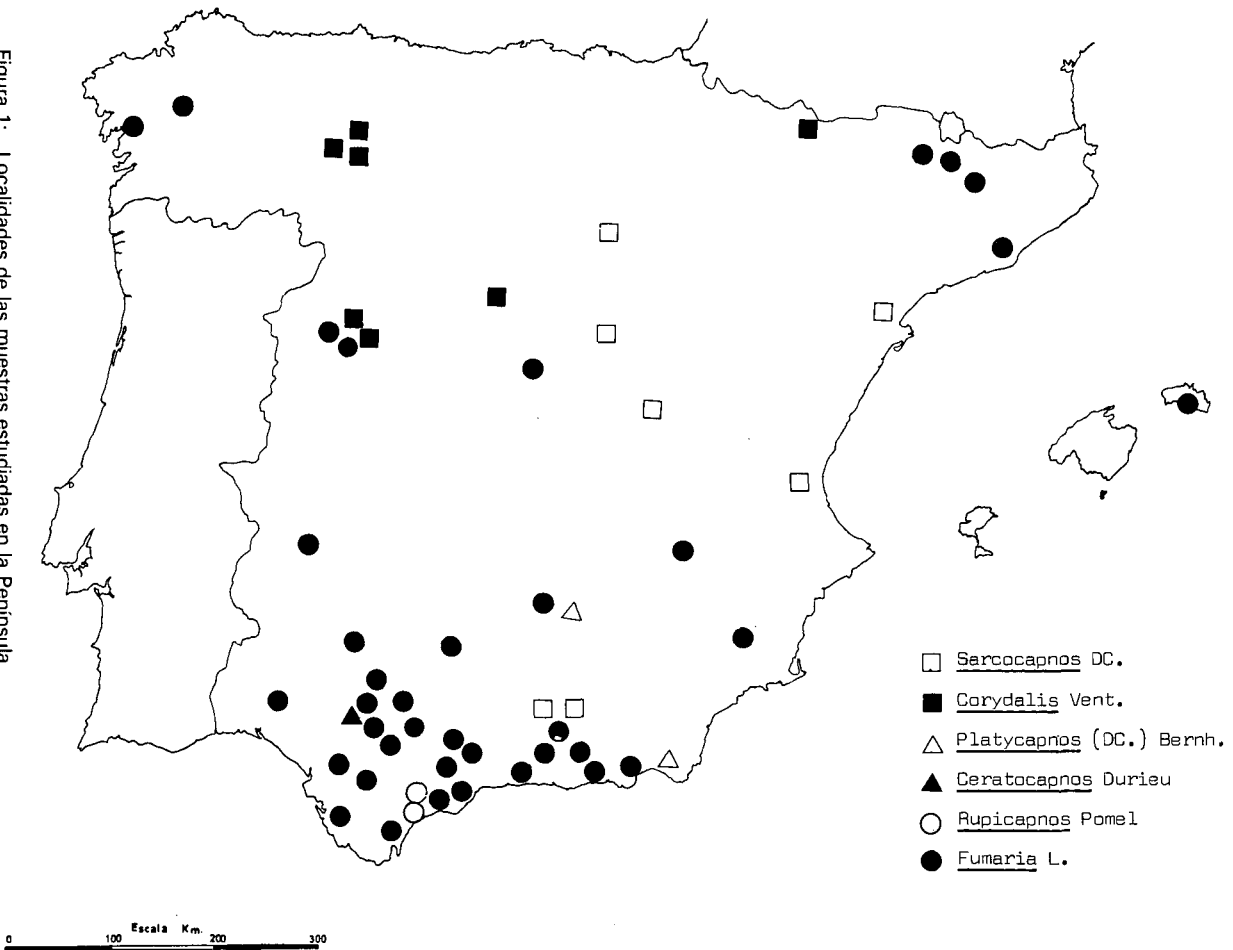 Figura 1: Localidades de las muestras estudiadas en la Península
Sarcocapnos DC.
Corydalis Vent.
Platycapnos (DC.) Bernh.
Ceratocapnos Durieu
Rupicapnos Pomel
Fumaria L.
Escala Km.
0 100 200 300